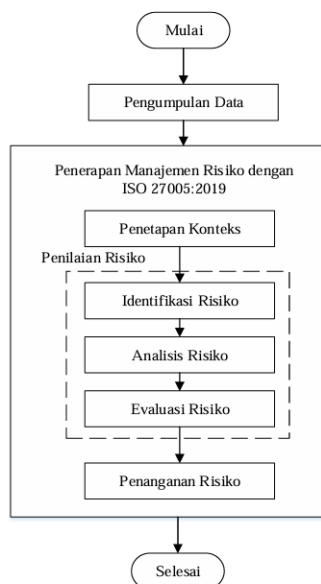 Mulai
Pengumpulan Data
Penerapan Manajemen Risiko dengan
ISO 27005:2019
Penetapan Konteks
Penilaian Risiko
Identifikasi Risiko
Analisis Risiko
Evaluasi Risiko
Penanganan Risiko
Selesai